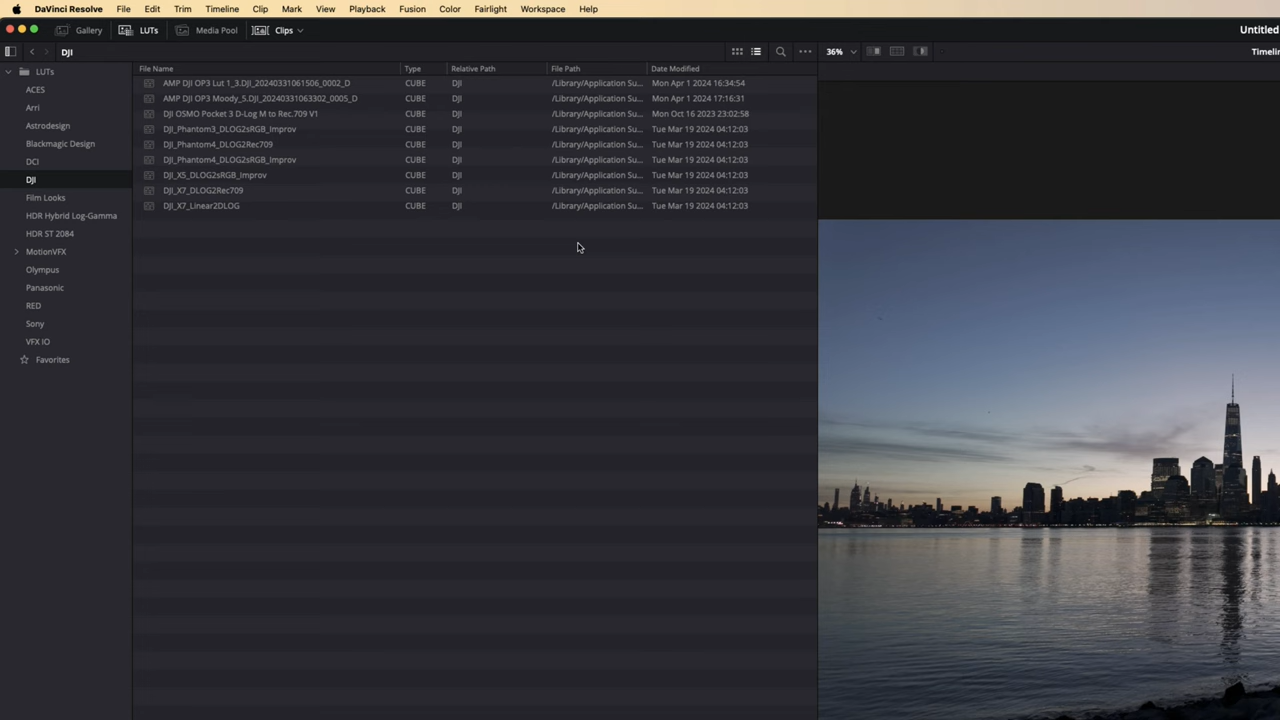 DaVinci Resolve File Edit Trim Timeline Clip Mark View Playback Fusion Color Fairlight Workspace Help
Gallery LUTs Media Pool Clips Untitled
DJI 36%
LUTs
ACES
Arri
Astrodesign
Blackmagic Design
DCI
DJI
Film Looks
HDR Hybrid Log-Gamma
HDR ST 2084
MotionVFX
Olympus
Panasonic
RED
Sony
VFX IO
Favorites
File Name Type Relative Path File Path Date Modified
AMP DJI OP3 Lut 1_3.DJI_20240331061506_0002_D CUBE DJI /Library/Application Su... Mon Apr 1 2024 16:34:54
AMP DJI OP3 Moody_5.DJI_20240331063302_0005_D CUBE DJI /Library/Application Su... Mon Apr 1 2024 17:16:31
DJI OSMO Pocket 3 D-Log M to Rec.709 V1 CUBE DJI /Library/Application Su... Mon Oct 16 2023 23:02:58
DJI_Phantom3_DLOG2sRGB_Improv CUBE DJI /Library/Application Su... Tue Mar 19 2024 04:12:03
DJI_Phantom4_DLOG2Rec709 CUBE DJI /Library/Application Su... Tue Mar 19 2024 04:12:03
DJI_Phantom4_DLOG2sRGB_Improv CUBE DJI /Library/Application Su... Tue Mar 19 2024 04:12:03
DJI_X5_DLOG2sRGB_Improv CUBE DJI /Library/Application Su... Tue Mar 19 2024 04:12:03
DJI_X7_DLOG2Rec709 CUBE DJI /Library/Application Su... Tue Mar 19 2024 04:12:03
DJI_X7_Linear2DLOG CUBE DJI /Library/Application Su... Tue Mar 19 2024 04:12:03